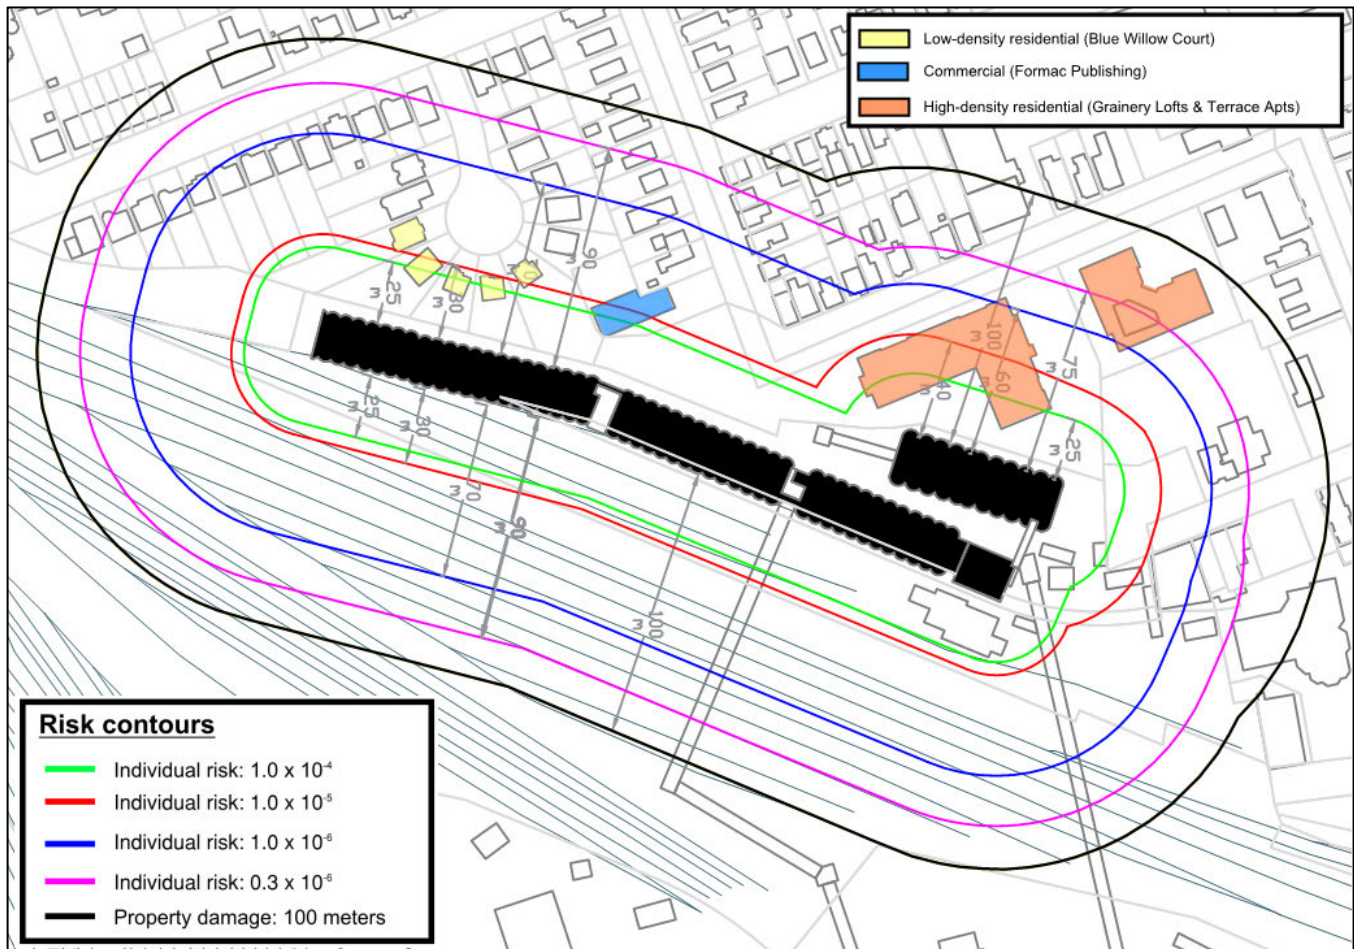 Low-density residential (Blue Willow Court)
Commercial (Formac Publishing)
High-density residential (Grainery Lofts & Terrace Apts)
90
m
70
m
25
m
30
m
100
m
60
m
75
m
40
m
25
m
25
m
30
m
70
m
90
m
100
m
Risk contours
Individual risk: 1.0 x 10⁻⁴
Individual risk: 1.0 x 10⁻⁵
Individual risk: 1.0 x 10⁻⁶
Individual risk: 0.3 x 10⁻⁶
Property damage: 100 meters